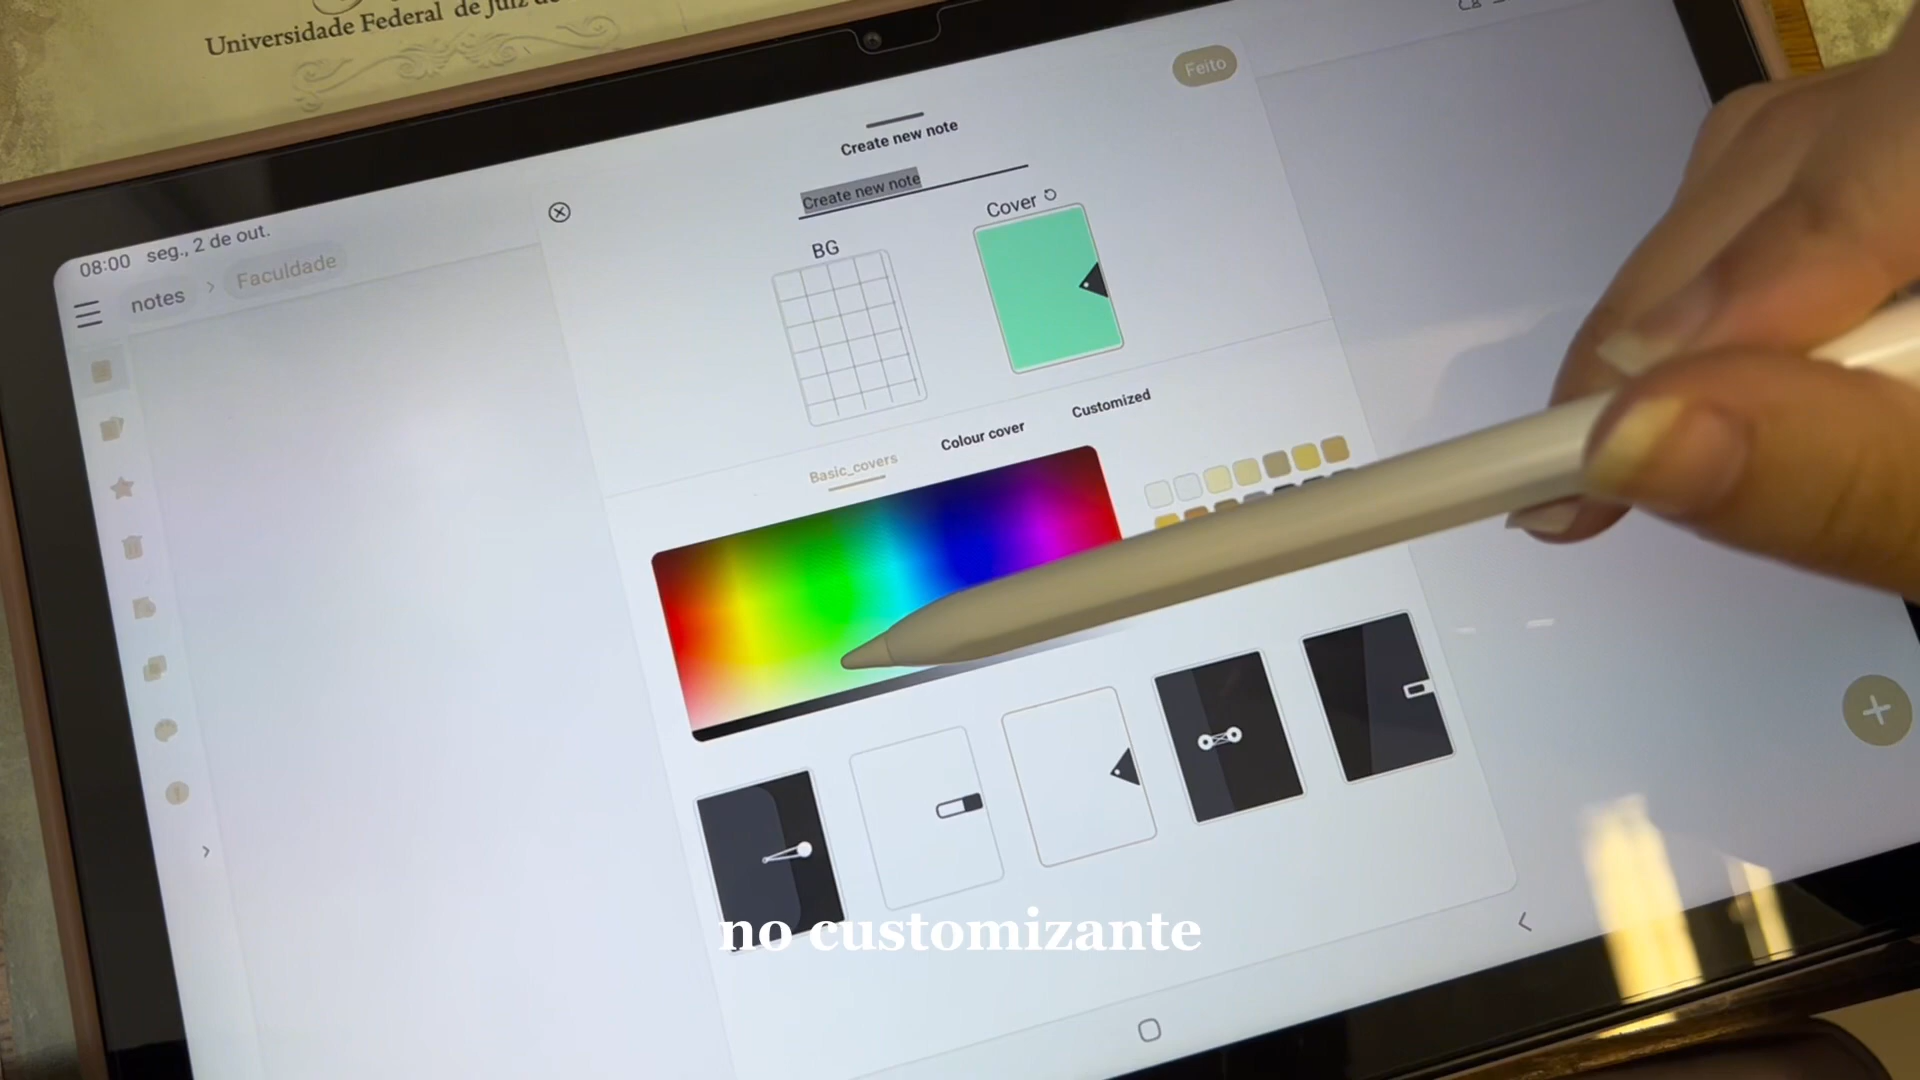 Universidade Federal de Juiz de
Feito
Create new note
Create new note
08:00 seg., 2 de out.
notes > Faculdade
BG
Cover
Basic_covers
Colour cover
Customized
no customizante